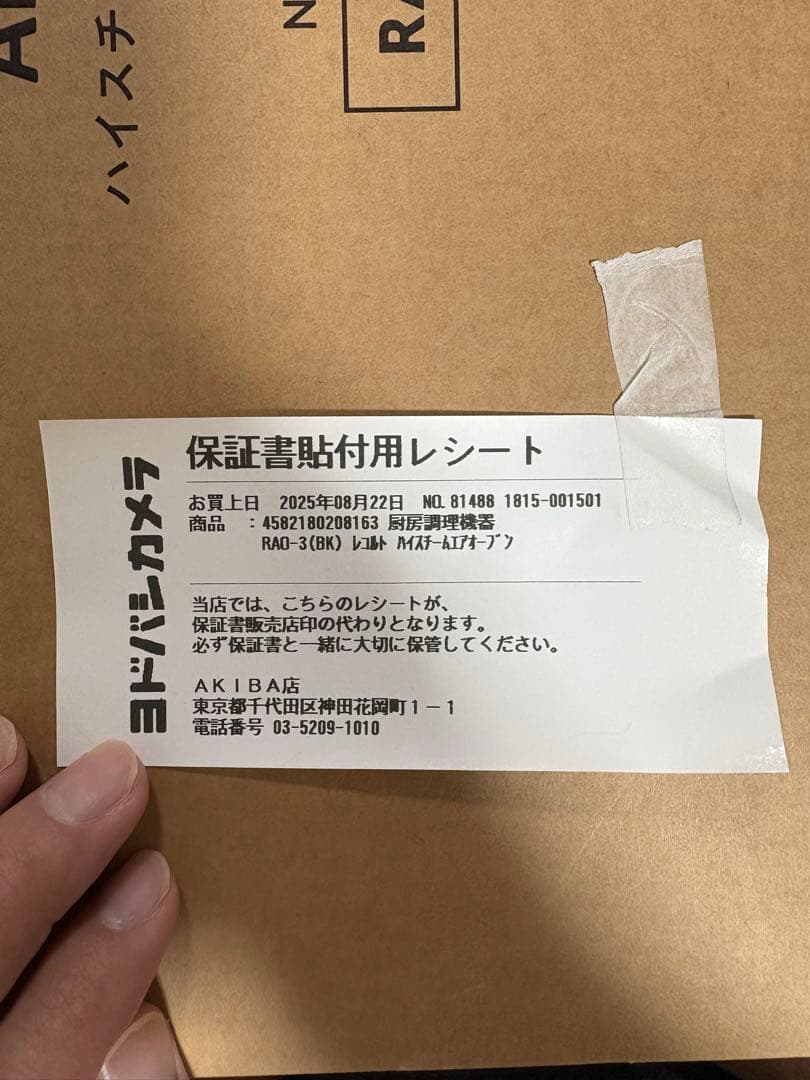 ハイスチ
N
RA
ヨドバシカメラ
保証書貼付用レシート
お買上日 2025年08月22日 NO. 81488 1815-001501
商品 : 4582180208163 厨房調理機器
RAO-3(BK) ﾚｺﾙﾄ ﾊｲｽﾁｰﾑｴｱｵｰﾌﾞﾝ
当店では、こちらのレシートが、
保証書販売店印の代わりとなります。
必ず保証書と一緒に大切に保管してください。
AKIBA店
東京都千代田区神田花岡町1-1
電話番号 03-5209-1010